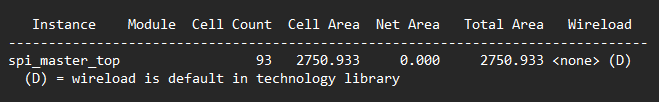 Instance Module Cell Count Cell Area Net Area Total Area Wireload
--------------------------------------------------------------------------------
spi_master_top 93 2750.933 0.000 2750.933 <none> (D)
(D) = wireload is default in technology library